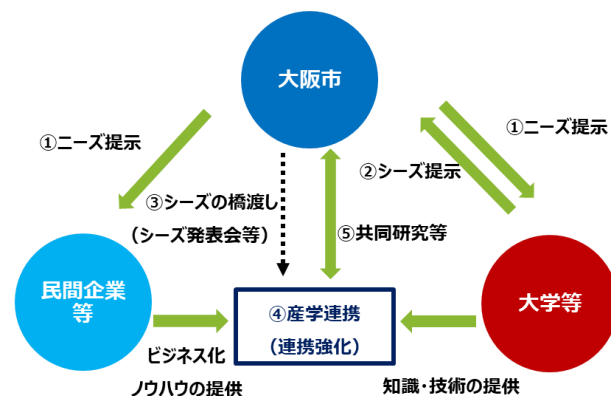 大阪市
①ニーズ提示
①ニーズ提示
②シーズ提示
③シーズの橋渡し
（シーズ発表会等）
⑤共同研究等
民間企業
等
④産学連携
（連携強化）
大学等
ビジネス化
ノウハウの提供
知識・技術の提供